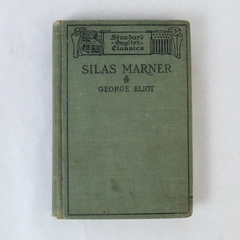 Standard
English
Classics
SILAS MARNER
GEORGE ELIOT